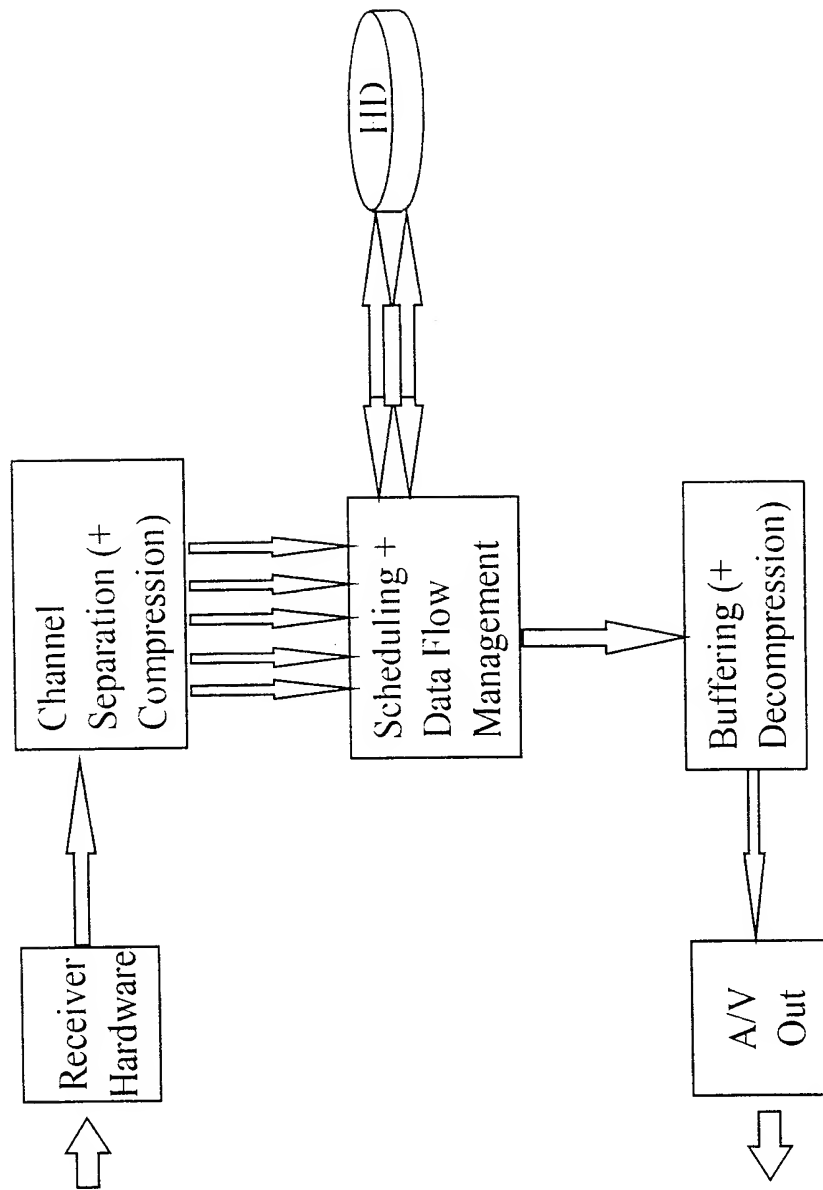 Receiver
Hardware
Channel
Separation (+
Compression)
Scheduling +
Data Flow
Management
HD
Buffering (+
Decompression)
A/V
Out